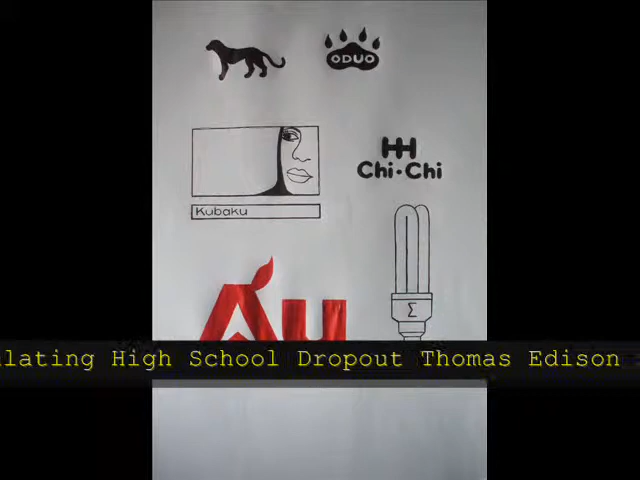 ODUO
Chi·Chi
Kubaku
Au
Σ
lating High School Dropout Thomas Edison